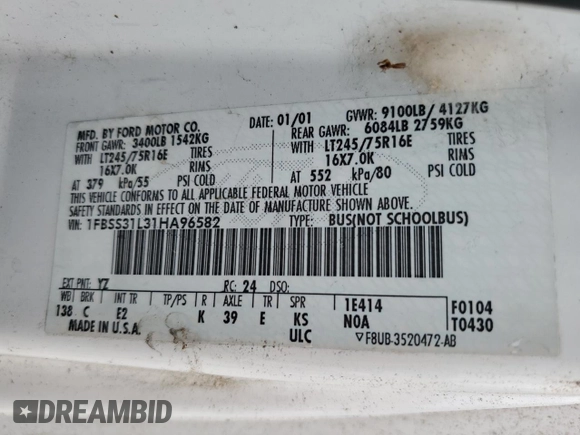 MFD. BY FORD MOTOR CO.
DATE: 01/01
GVWR: 9100LB/ 4127KG
FRONT GAWR: 3400LB 1542KG
REAR GAWR: 6084LB 2759KG
WITH LT245/75R16E TIRES
WITH LT245/75R16E TIRES
16X7.0K RIMS
16X7.0K RIMS
AT 379 kPa/55 PSI COLD
AT 552 kPa/80 PSI COLD
THIS VEHICLE CONFORMS TO ALL APPLICABLE FEDERAL MOTOR VEHICLE
SAFETY STANDARDS IN EFFECT ON THE DATE OF MANUFACTURE SHOWN ABOVE.
VIN: 1FBSS31L31HA96582
TYPE: BUS(NOT SCHOOLBUS)
EXT PNT: YZ RC: 24 DSO:
WB BRK INT TR TP/PS R AXLE TR SPR 1E414 F0104
138 C E2 K 39 E KS N0A T0430
MADE IN U.S.A. ULC ▽F8UB-3520472-AB
DREAMBID